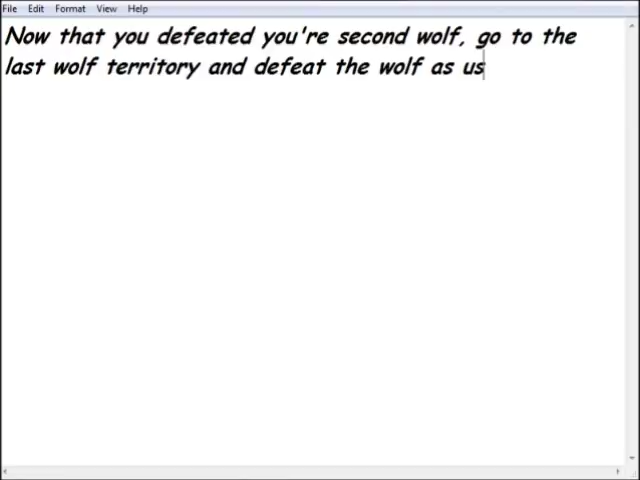 File Edit Format View Help
Now that you defeated you're second wolf, go to the
last wolf territory and defeat the wolf as us